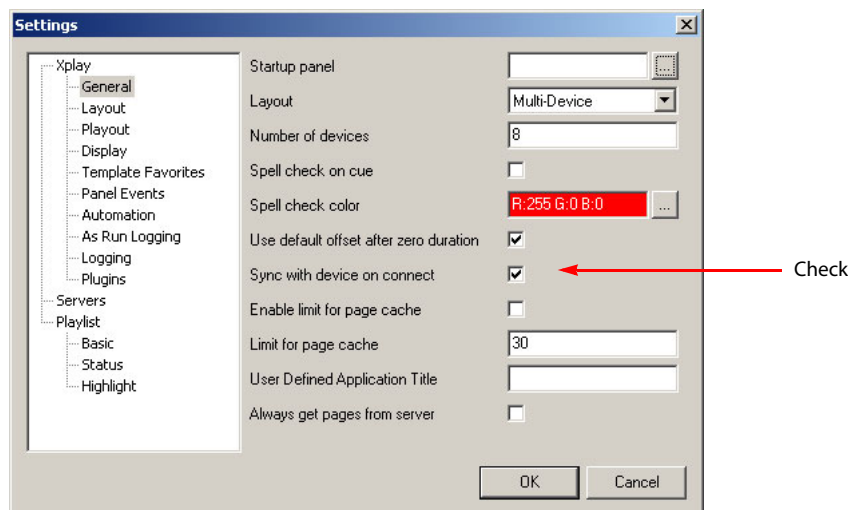 Settings
Xplay
General
Layout
Playout
Display
Template Favorites
Panel Events
Automation
As Run Logging
Logging
Plugins
Servers
Playlist
Basic
Status
Highlight
Startup panel ...
Layout Multi-Device
Number of devices 8
Spell check on cue
Spell check color R:255 G:0 B:0 ...
Use default offset after zero duration
Sync with device on connect Check
Enable limit for page cache
Limit for page cache 30
User Defined Application Title
Always get pages from server
OK Cancel